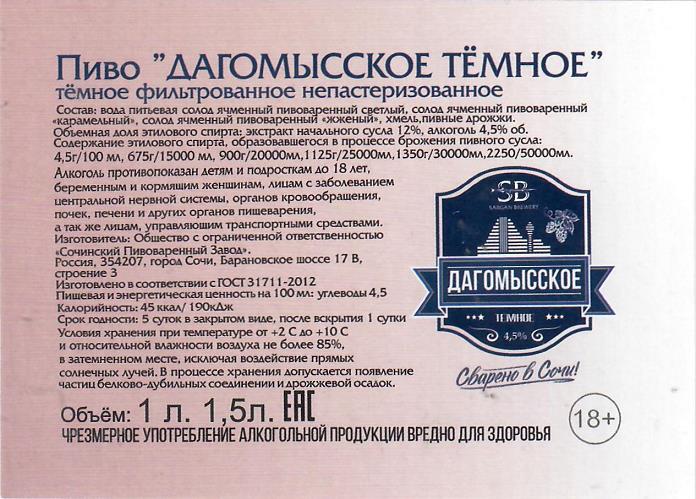 Пиво "ДАГОМЫССКОЕ ТЁМНОЕ"
тёмное фильтрованное непастеризованное
Состав: вода питьевая солод ячменный пивоваренный светлый, солод ячменный пивоваренный
«карамельный», солод ячменный пивоваренный «жженый», хмель,пивные дрожжи.
Объемная доля этилового спирта: экстракт начального сусла 12%, алкоголь 4,5% об.
Содержание этилового спирта, образовавшегося в процессе брожения пивного сусла:
4,5г/100 мл, 675г/15000 мл, 900г/20000мл,1125г/25000мл,1350г/30000мл,2250/50000мл.
Алкоголь противопоказан детям и подросткам до 18 лет,
беременным и кормящим женщинам, лицам с заболеванием
центральной нервной системы, органов кровообращения,
почек, печени и других органов пищеварения,
а так же лицам, управляющим транспортными средствами.
Изготовитель: Общество с ограниченной ответственностью
«Сочинский Пивоваренный Завод».
Россия, 354207, город Сочи, Барановское шоссе 17 В,
строение 3
Изготовлено в соответствии с ГОСТ 31711-2012
Пищевая и энергетическая ценность на 100 мл: углеводы 4,5
Калорийность: 45 ккал/ 190кДж
Срок годности: 5 суток в закрытом виде, после вскрытия 1 сутки
Условия хранения при температуре от +2 С до +10 С
и относительной влажности воздуха не более 85%,
в затемненном месте, исключая воздействие прямых
солнечных лучей. В процессе хранения допускается появление
частиц белково-дубильных соединении и дрожжевой осадок.
SB
SARGAN BREWERY
ДАГОМЫССКОЕ
ТЕМНОЕ
4,5%
Сварено в Сочи!
Объём: 1 л. 1,5л. EAC
ЧРЕЗМЕРНОЕ УПОТРЕБЛЕНИЕ АЛКОГОЛЬНОЙ ПРОДУКЦИИ ВРЕДНО ДЛЯ ЗДОРОВЬЯ
18+